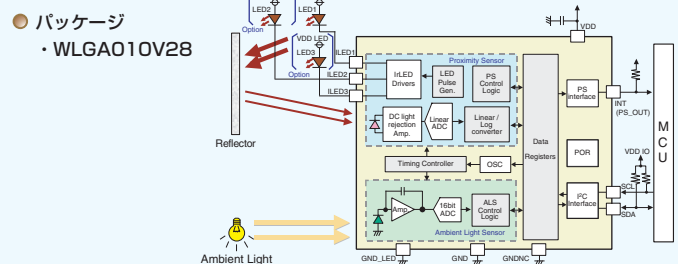 パッケージ
・WLGA010V28
LED2
LED1
Option
VDD LED
LED3
Option
VDD
ILED1
ILED2
ILED3
Proximity Sensor
IrLED
Drivers
LED
Pulse
Gen.
PS
Control
Logic
DC light
rejection
Amp.
Linear
ADC
Linear /
Log
converter
Data
Registers
PS
interface
INT
(PS_OUT)
POR
VDD IO
MCU
Reflector
Timing Controller
OSC
I²C
Interface
SCL
SDA
Amp.
16bit
ADC
ALS
Control
Logic
Ambient Light Sensor
Ambient Light
GND_LED
GND
GNDNC